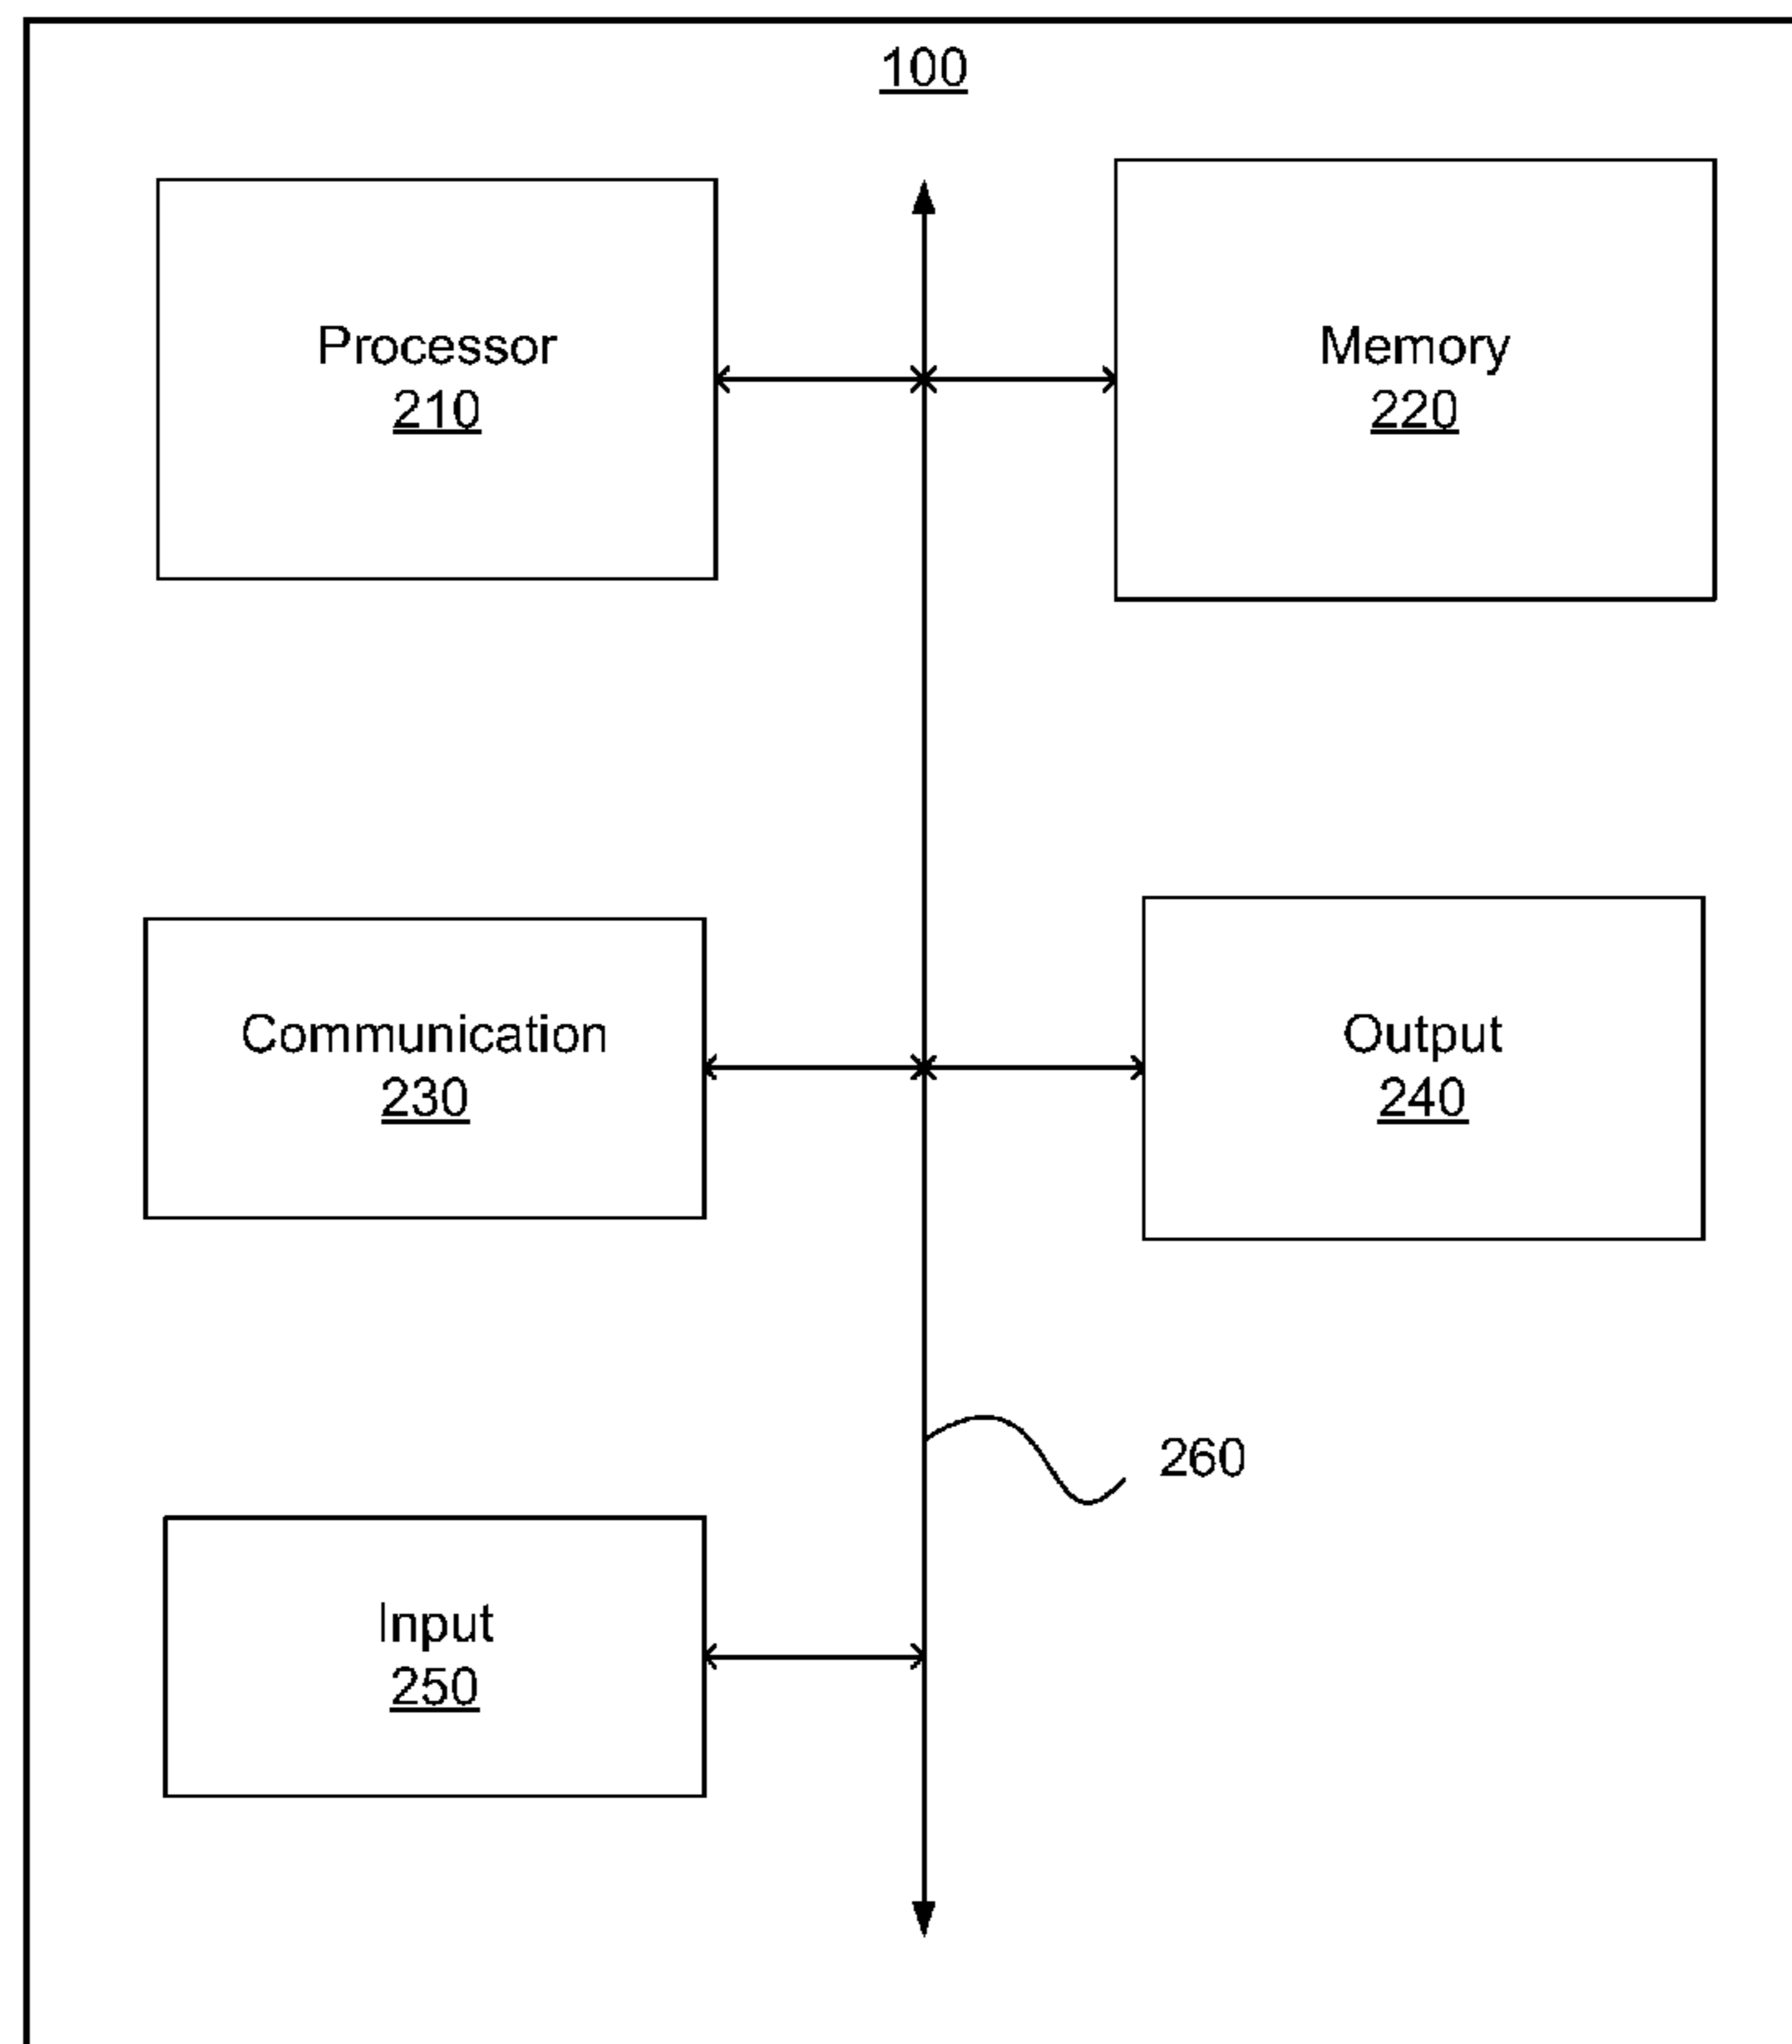 100
Processor
210
Memory
220
Communication
230
Output
240
260
Input
250